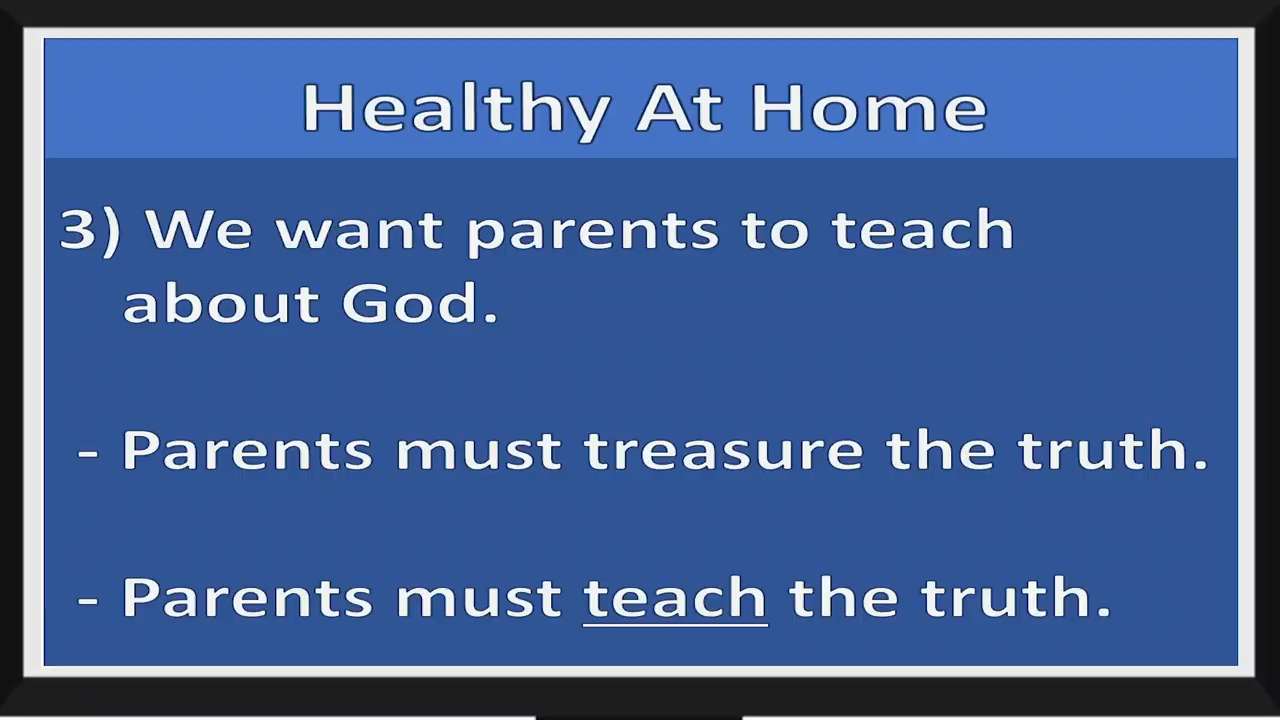 Healthy At Home
3) We want parents to teach
about God.
- Parents must treasure the truth.
- Parents must teach the truth.